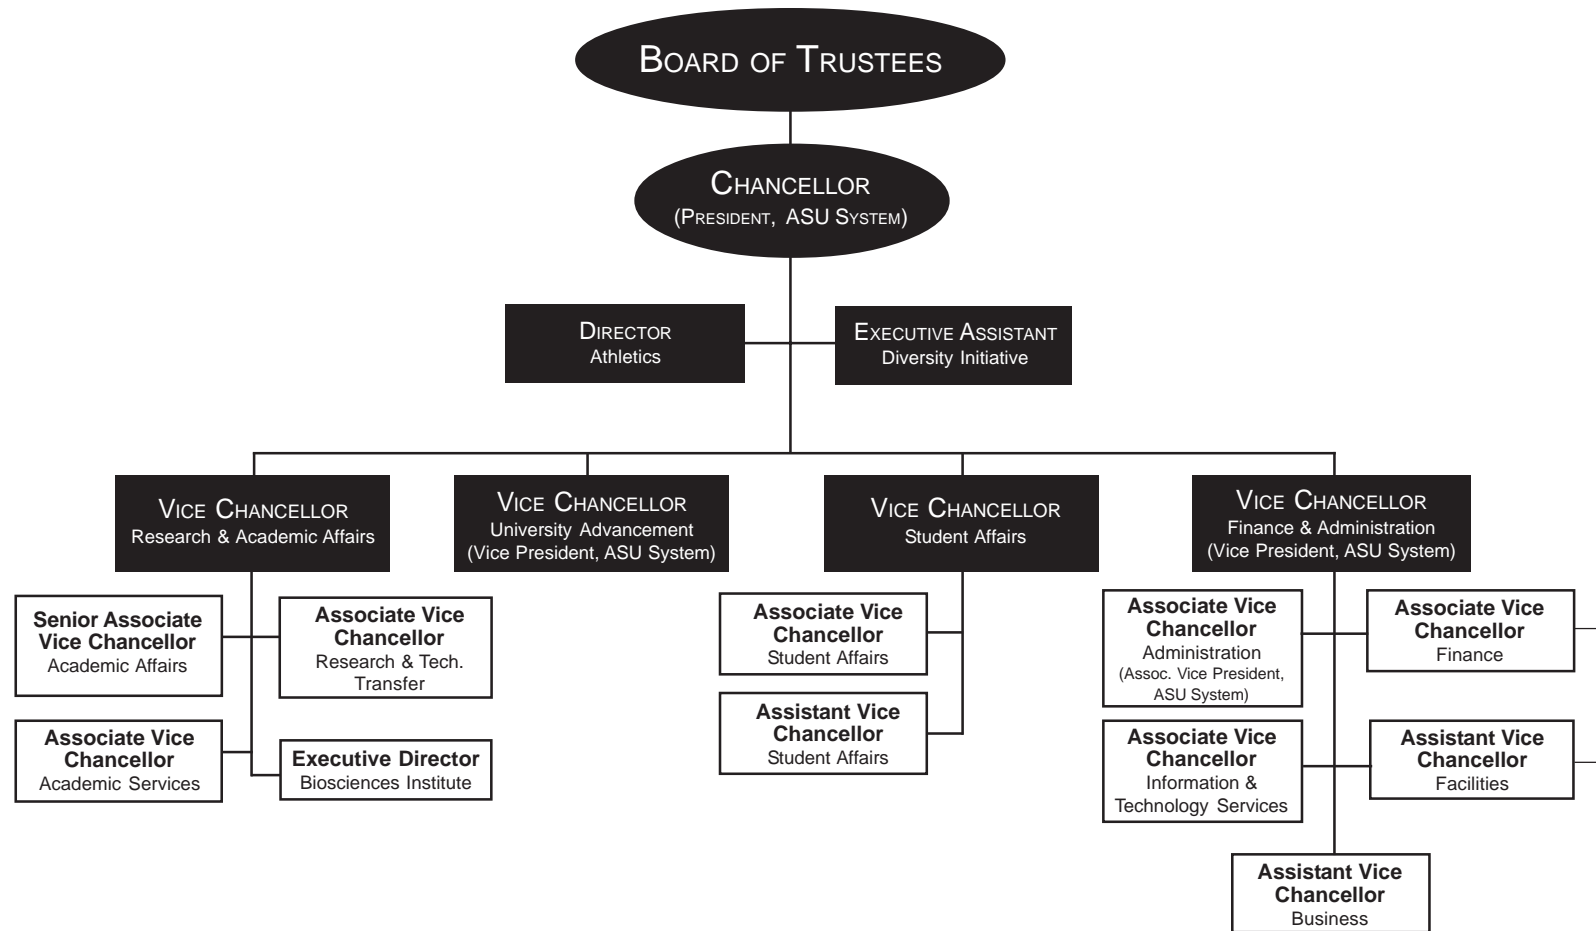 BOARD OF TRUSTEES
CHANCELLOR
(PRESIDENT, ASU SYSTEM)
DIRECTOR
Athletics
EXECUTIVE ASSISTANT
Diversity Initiative
VICE CHANCELLOR
Research & Academic Affairs
VICE CHANCELLOR
University Advancement
(Vice President, ASU System)
VICE CHANCELLOR
Student Affairs
VICE CHANCELLOR
Finance & Administration
(Vice President, ASU System)
Senior Associate
Vice Chancellor
Academic Affairs
Associate Vice
Chancellor
Research & Tech.
Transfer
Associate Vice
Chancellor
Student Affairs
Associate Vice
Chancellor
Administration
(Assoc. Vice President,
ASU System)
Associate Vice
Chancellor
Finance
Associate Vice
Chancellor
Academic Services
Executive Director
Biosciences Institute
Assistant Vice
Chancellor
Student Affairs
Associate Vice
Chancellor
Information &
Technology Services
Assistant Vice
Chancellor
Facilities
Assistant Vice
Chancellor
Business